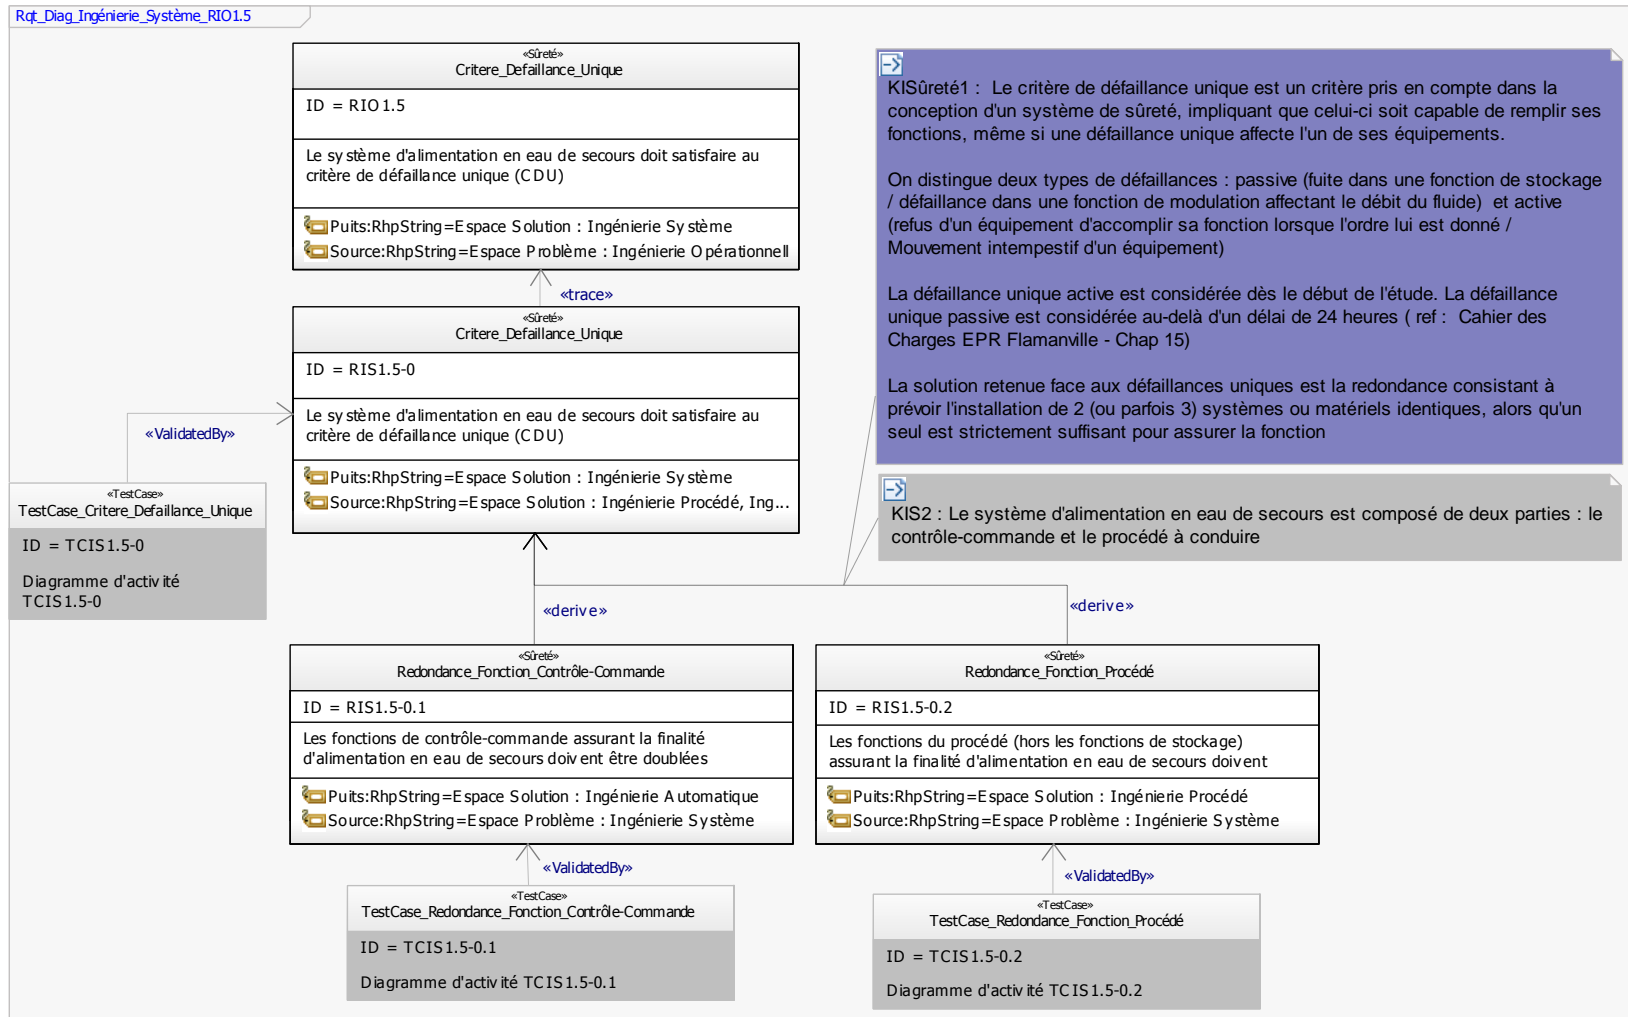 Rqt_Diag_Ingénierie_Système_RIO1.5
«Sûreté»
Critere_Defaillance_Unique
ID = RIO1.5
Le système d'alimentation en eau de secours doit satisfaire au
critère de défaillance unique (CDU)
Puits:RhpString=Espace Solution : Ingénierie Système
Source:RhpString=Espace Problème : Ingénierie Opérationnell
«trace»
«Sûreté»
Critere_Defaillance_Unique
ID = RIS1.5-0
Le système d'alimentation en eau de secours doit satisfaire au
critère de défaillance unique (CDU)
Puits:RhpString=Espace Solution : Ingénierie Système
Source:RhpString=Espace Solution : Ingénierie Procédé, Ing...
KISûreté1 : Le critère de défaillance unique est un critère pris en compte dans la
conception d'un système de sûreté, impliquant que celui-ci soit capable de remplir ses
fonctions, même si une défaillance unique affecte l'un de ses équipements.
On distingue deux types de défaillances : passive (fuite dans une fonction de stockage
/ défaillance dans une fonction de modulation affectant le débit du fluide) et active
(refus d'un équipement d'accomplir sa fonction lorsque l'ordre lui est donné /
Mouvement intempestif d'un équipement)
La défaillance unique active est considérée dès le début de l'étude. La défaillance
unique passive est considérée au-delà d'un délai de 24 heures ( ref : Cahier des
Charges EPR Flamanville - Chap 15)
La solution retenue face aux défaillances uniques est la redondance consistant à
prévoir l'installation de 2 (ou parfois 3) systèmes ou matériels identiques, alors qu'un
seul est strictement suffisant pour assurer la fonction
KIS2 : Le système d'alimentation en eau de secours est composé de deux parties : le
contrôle-commande et le procédé à conduire
«ValidatedBy»
«TestCase»
TestCase_Critere_Defaillance_Unique
ID = TCIS1.5-0
Diagramme d'activité
TCIS1.5-0
«derive»
«derive»
«Sûreté»
Redondance_Fonction_Contrôle-Commande
ID = RIS1.5-0.1
Les fonctions de contrôle-commande assurant la finalité
d'alimentation en eau de secours doivent être doublées
Puits:RhpString=Espace Solution : Ingénierie Automatique
Source:RhpString=Espace Problème : Ingénierie Système
«Sûreté»
Redondance_Fonction_Procédé
ID = RIS1.5-0.2
Les fonctions du procédé (hors les fonctions de stockage)
assurant la finalité d'alimentation en eau de secours doivent
Puits:RhpString=Espace Solution : Ingénierie Procédé
Source:RhpString=Espace Problème : Ingénierie Système
«ValidatedBy»
«TestCase»
TestCase_Redondance_Fonction_Contrôle-Commande
ID = TCIS1.5-0.1
Diagramme d'activité TCIS1.5-0.1
«ValidatedBy»
«TestCase»
TestCase_Redondance_Fonction_Procédé
ID = TCIS1.5-0.2
Diagramme d'activité TCIS1.5-0.2